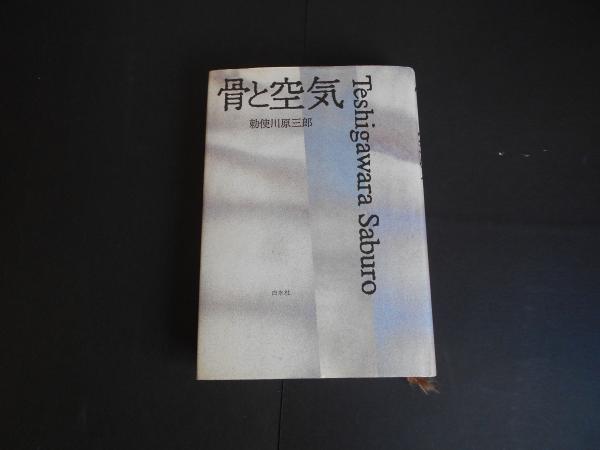 骨と空気
勅使川原三郎
Teshigawara Saburo
白水社